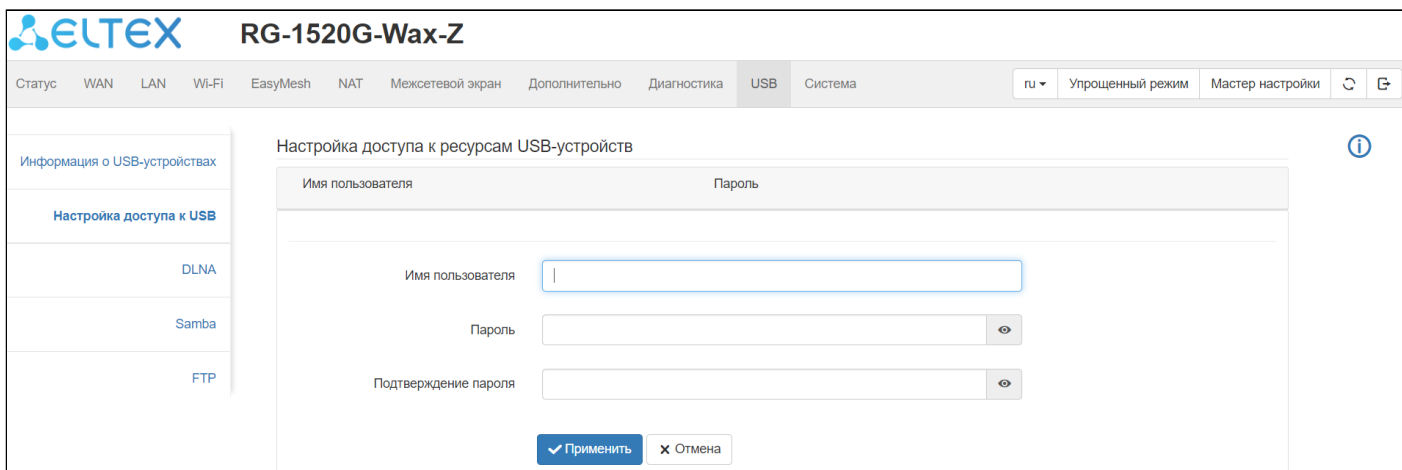 ELTEX RG-1520G-Wax-Z
Статус WAN LAN Wi-Fi EasyMesh NAT Межсетевой экран Дополнительно Диагностика USB Система ru Упрощенный режим Мастер настройки
Информация о USB-устройствах
Настройка доступа к USB
DLNA
Samba
FTP
Настройка доступа к ресурсам USB-устройств
Имя пользователя Пароль
Имя пользователя
Пароль
Подтверждение пароля
Применить Отмена